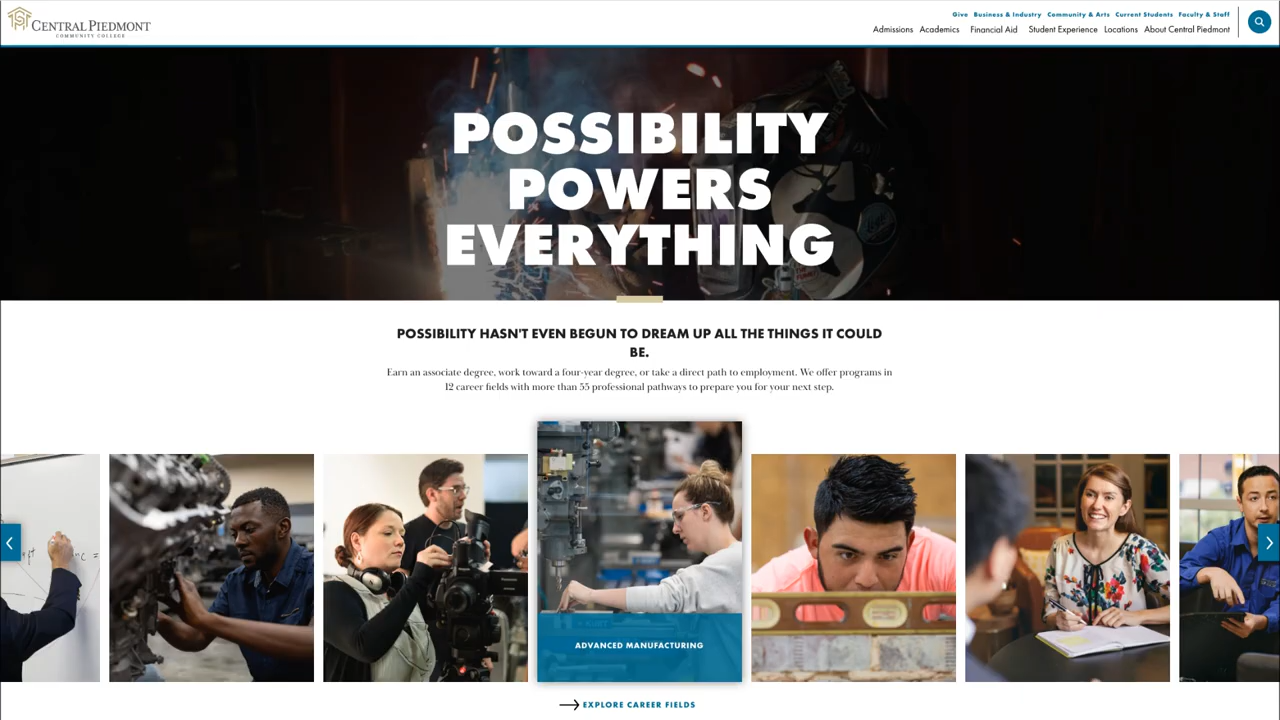 CENTRAL PIEDMONT
COMMUNITY COLLEGE
Give Business & Industry Community & Arts Current Students Faculty & Staff
Admissions Academics Financial Aid Student Experience Locations About Central Piedmont
POSSIBILITY
POWERS
EVERYTHING
POSSIBILITY HASN'T EVEN BEGUN TO DREAM UP ALL THE THINGS IT COULD
BE.
Earn an associate degree, work toward a four-year degree, or take a direct path to employment. We offer programs in
12 career fields with more than 55 professional pathways to prepare you for your next step.
ADVANCED MANUFACTURING
EXPLORE CAREER FIELDS